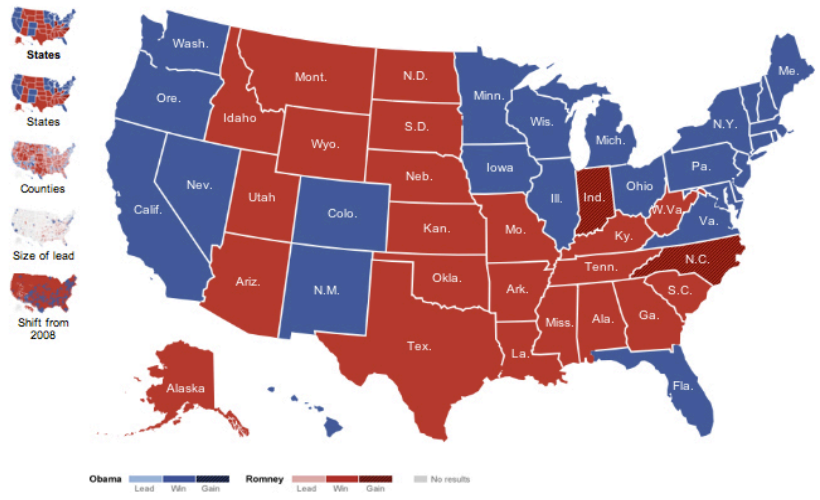 States
States
Counties
Size of lead
Shift from
2008
Wash.
Ore.
Calif.
Nev.
Idaho
Mont.
Wyo.
Utah
Colo.
Ariz.
N.M.
N.D.
S.D.
Neb.
Kan.
Okla.
Tex.
Minn.
Iowa
Mo.
Ark.
La.
Wis.
Ill.
Mich.
Ind.
Ohio
Ky.
Tenn.
Miss.
Ala.
Ga.
Fla.
S.C.
N.C.
Va.
W.Va.
Pa.
N.Y.
Me.
Alaska
Obama
Lead Win Gain
Romney
Lead Win Gain
No results